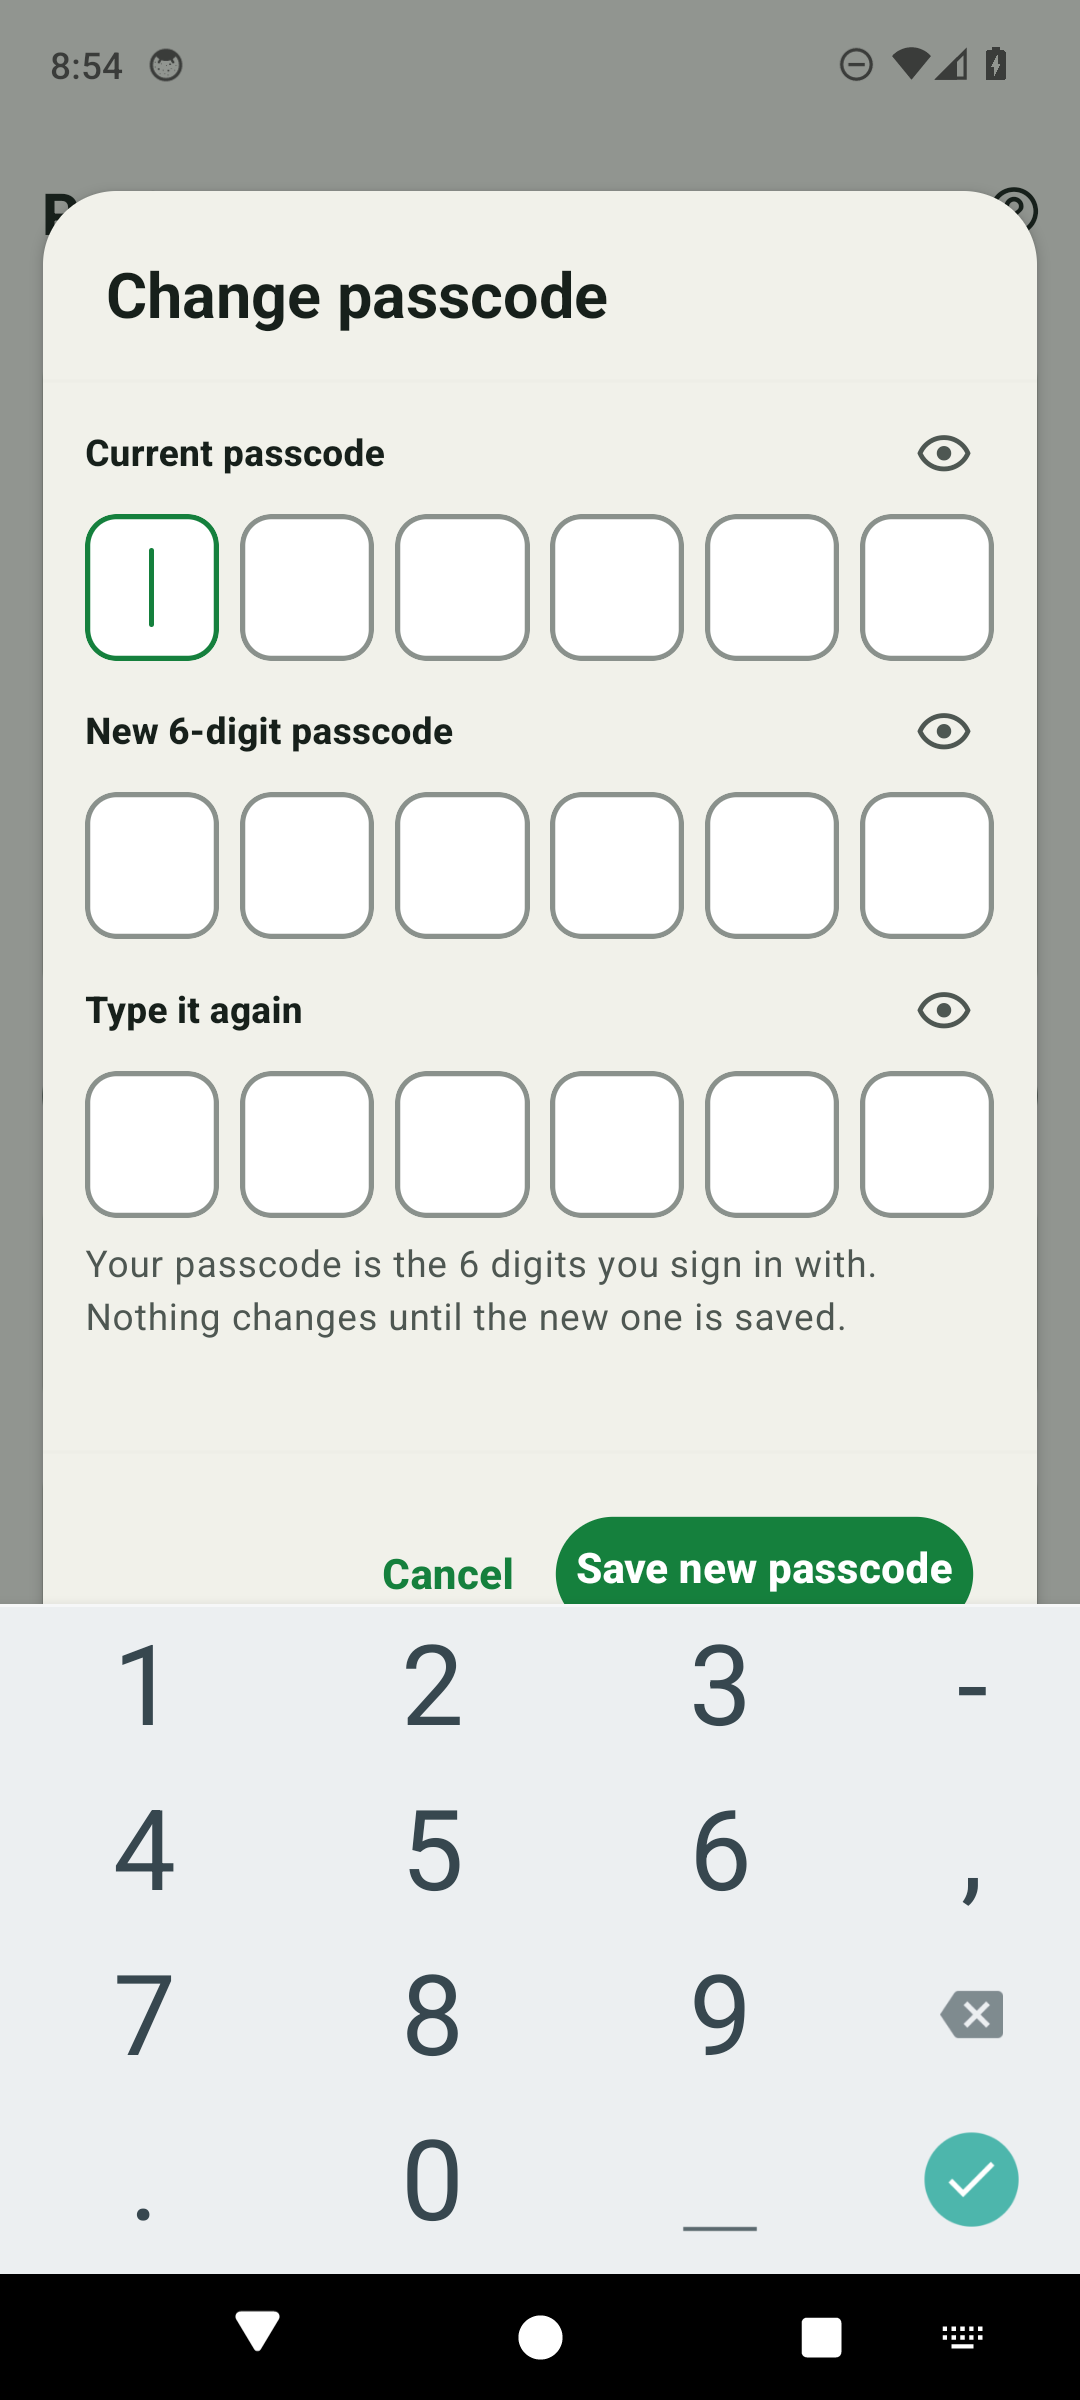 8:54
Change passcode
Current passcode
New 6-digit passcode
Type it again
Your passcode is the 6 digits you sign in with.
Nothing changes until the new one is saved.
Cancel
Save new passcode
1 2 3 -
4 5 6 ,
7 8 9
. 0 _